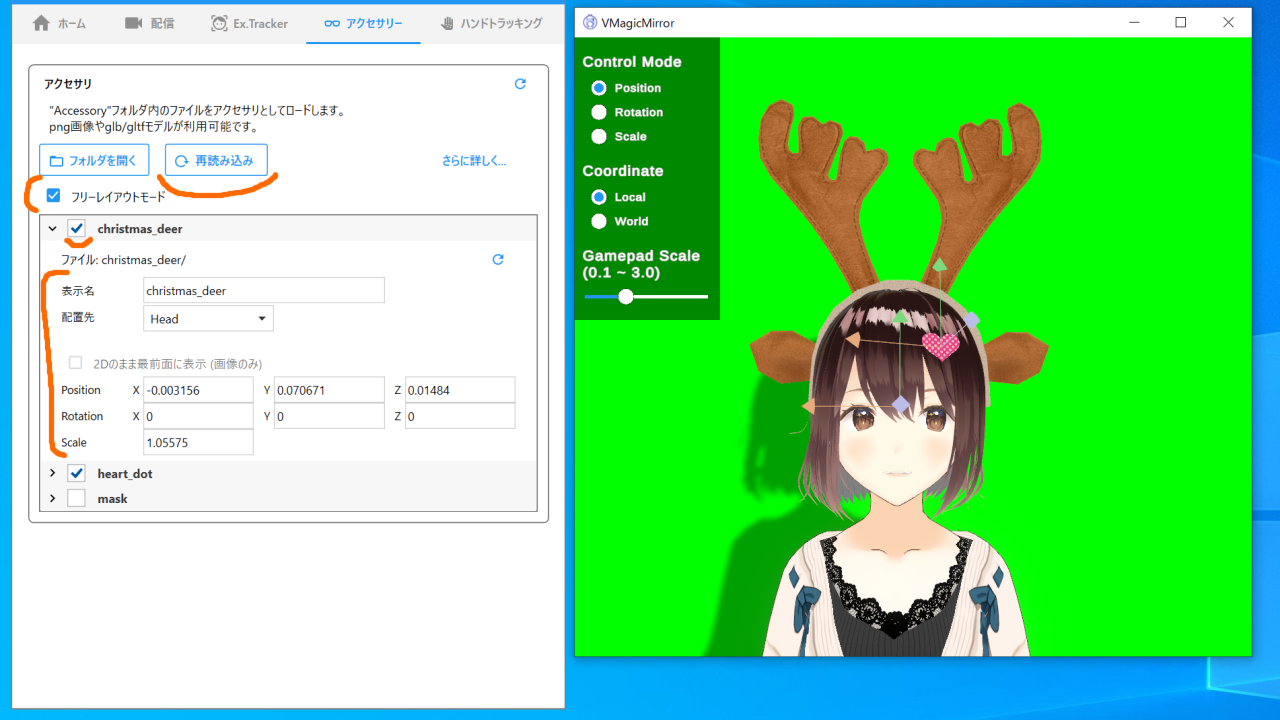 ホーム
配信
Ex.Tracker
アクセサリー
ハンドトラッキング
アクセサリ
"Accessory"フォルダ内のファイルをアクセサリとしてロードします。
png画像やglb/gltfモデルが利用可能です。
フォルダを開く
再読み込み
さらに詳しく...
フリーレイアウトモード
christmas_deer
ファイル: christmas_deer/
表示名 christmas_deer
配置先 Head
2Dのまま最前面に表示 (画像のみ)
Position X -0.003156 Y 0.070671 Z 0.01484
Rotation X 0 Y 0 Z 0
Scale 1.05575
heart_dot
mask
VMagicMirror
Control Mode
Position
Rotation
Scale
Coordinate
Local
World
Gamepad Scale
(0.1 ~ 3.0)